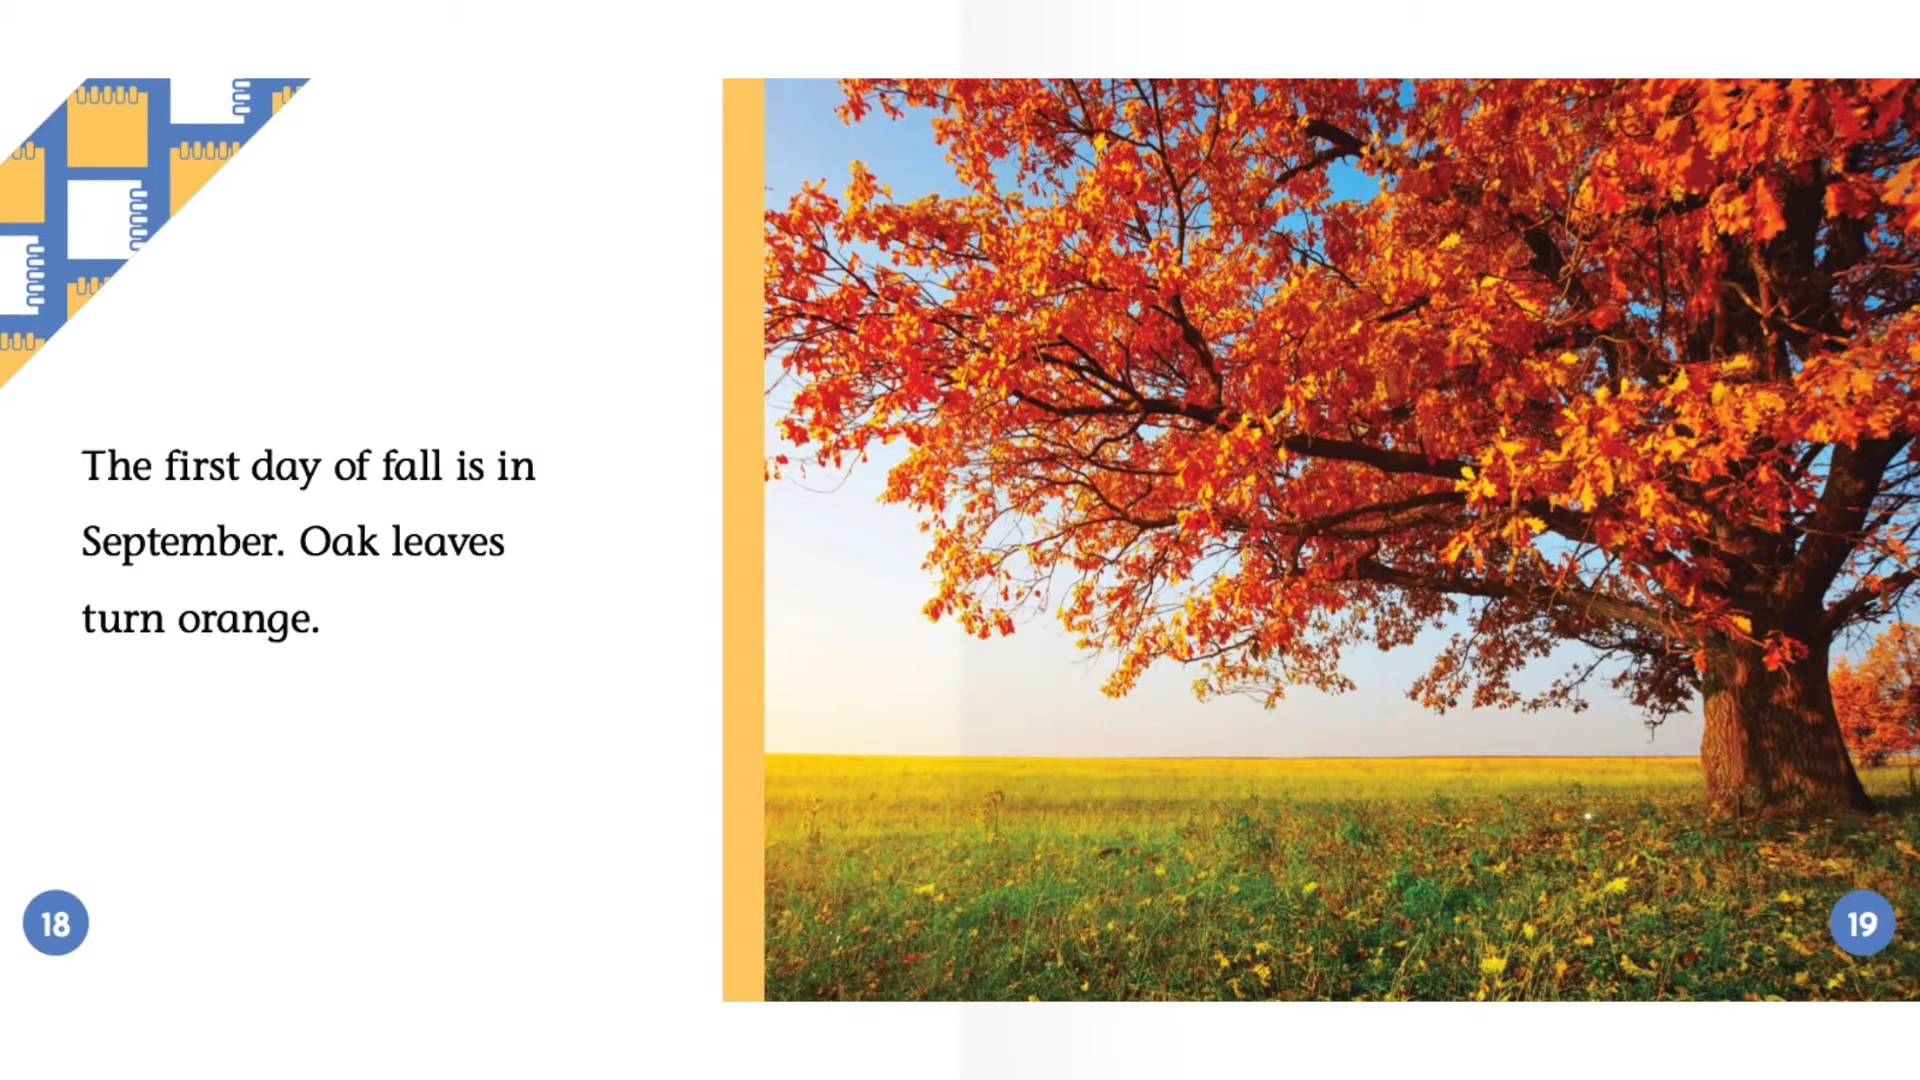 The first day of fall is in
September. Oak leaves
turn orange.
18
19